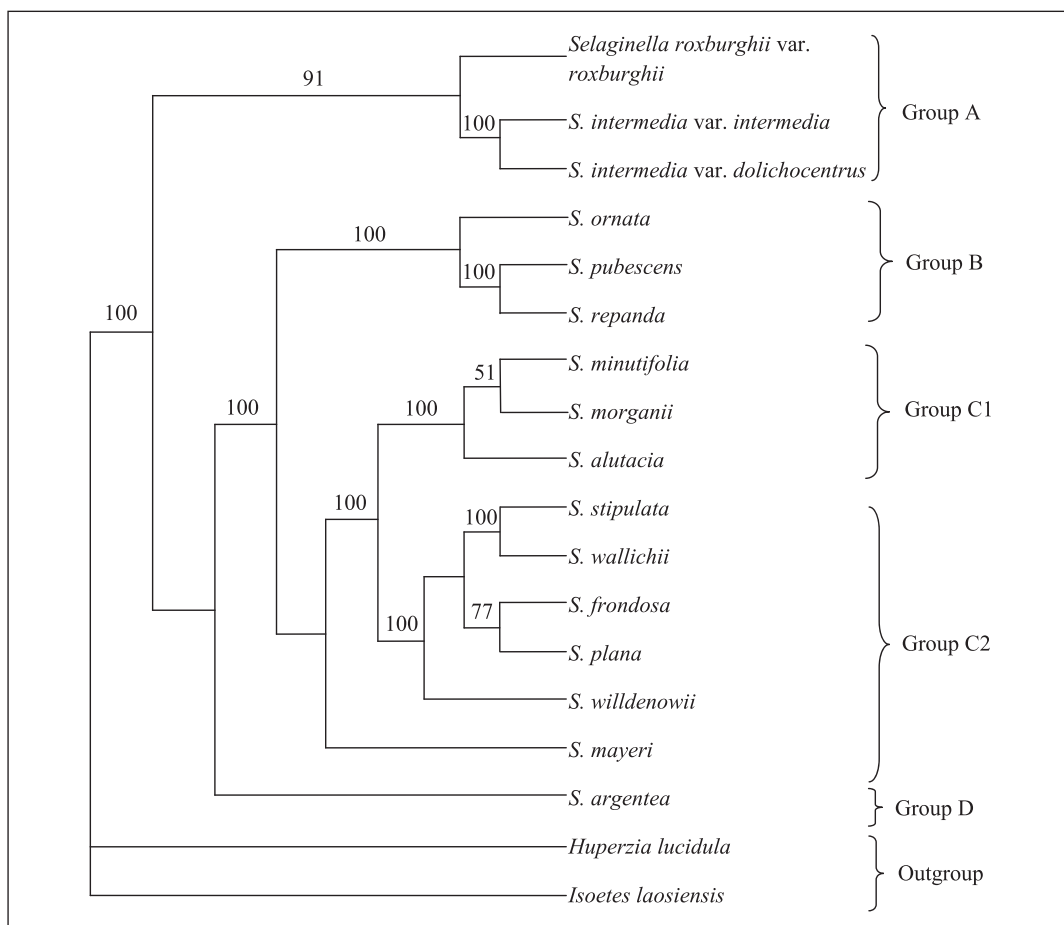 Selaginella roxburghii var.
roxburghii
91
Group A
100
S. intermedia var. intermedia
S. intermedia var. dolichocentrus
S. ornata
100
Group B
100
S. pubescens
S. repanda
100
S. minutifolia
51
100
100
Group C1
S. morganii
S. alutacia
100
S. stipulata
100
S. wallichii
S. frondosa
77
100
Group C2
S. plana
S. willdenowii
S. mayeri
S. argentea
Group D
Huperzia lucidula
Outgroup
Isoetes laosiensis